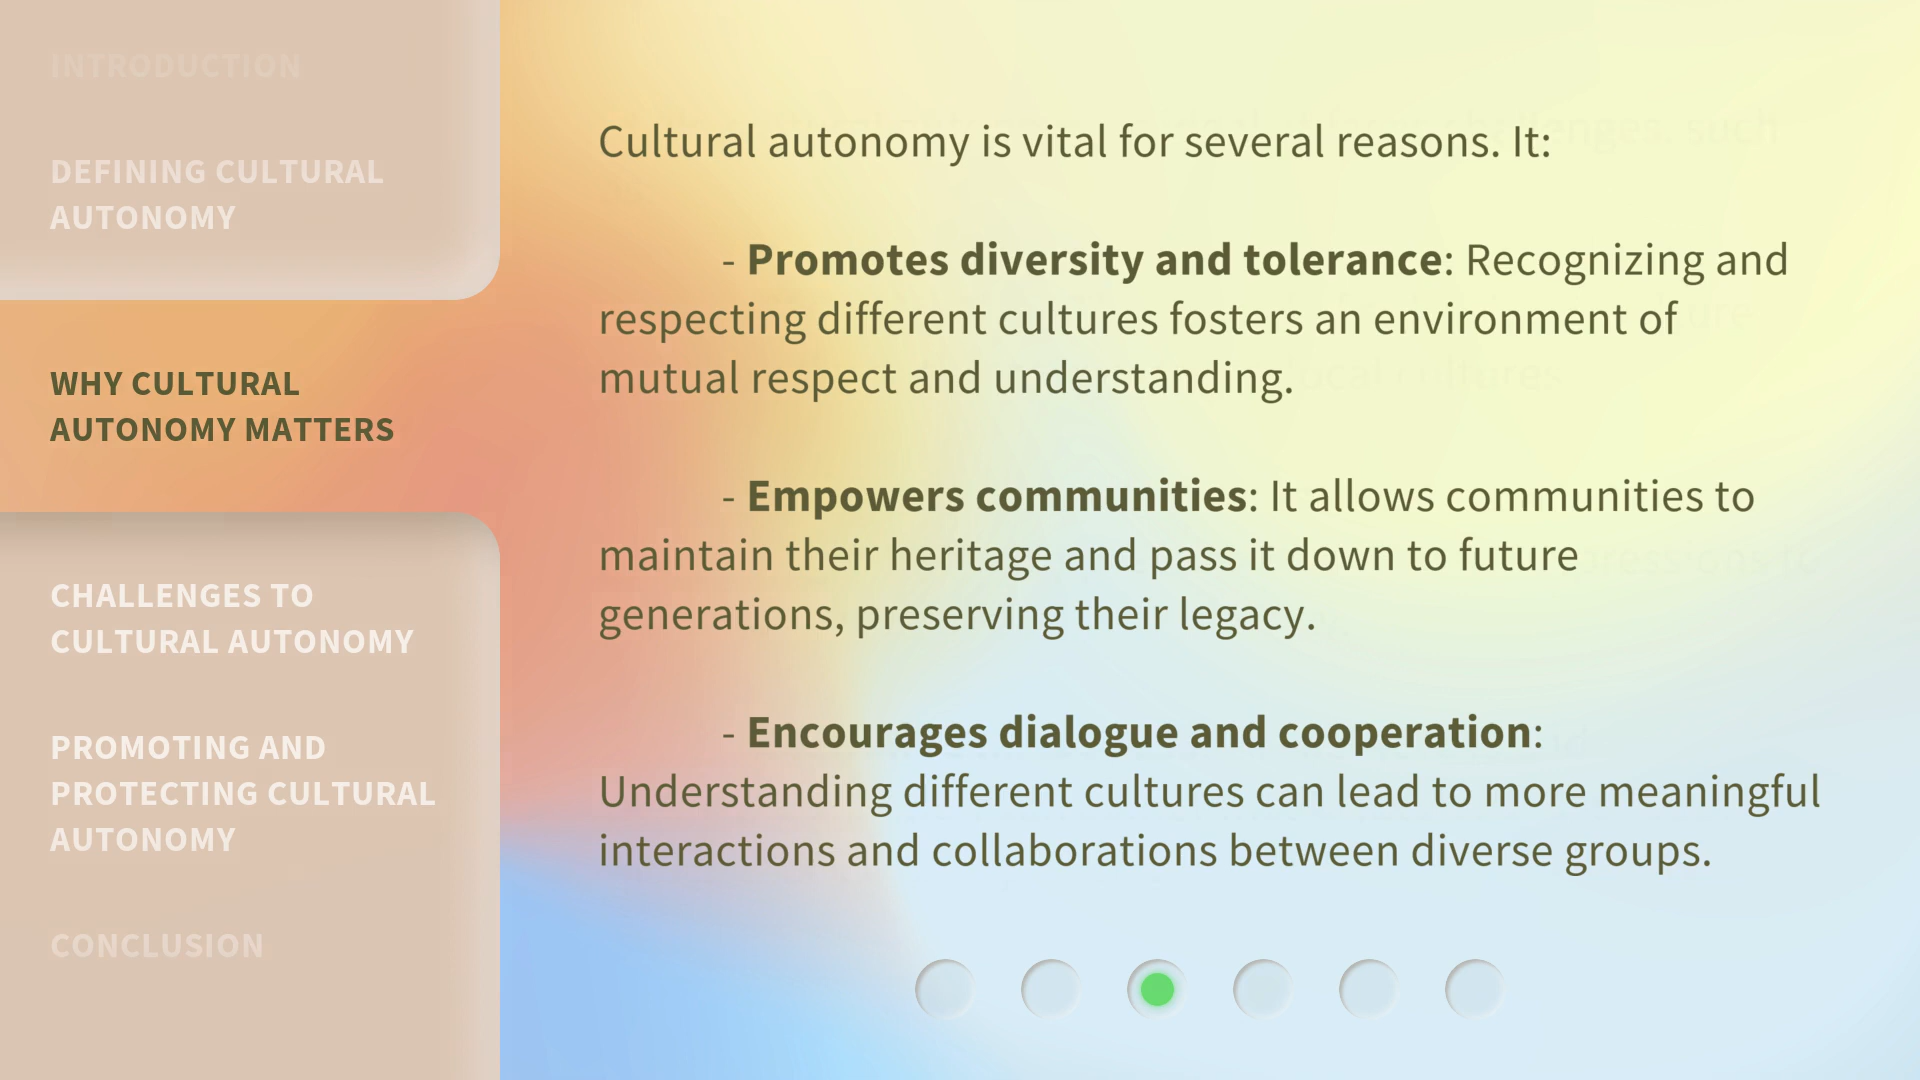 INTRODUCTION
DEFINING CULTURAL
AUTONOMY
WHY CULTURAL
AUTONOMY MATTERS
CHALLENGES TO
CULTURAL AUTONOMY
PROMOTING AND
PROTECTING CULTURAL
AUTONOMY
CONCLUSION
Cultural autonomy is vital for several reasons. It:
- Promotes diversity and tolerance: Recognizing and
respecting different cultures fosters an environment of
mutual respect and understanding.
- Empowers communities: It allows communities to
maintain their heritage and pass it down to future
generations, preserving their legacy.
- Encourages dialogue and cooperation:
Understanding different cultures can lead to more meaningful
interactions and collaborations between diverse groups.